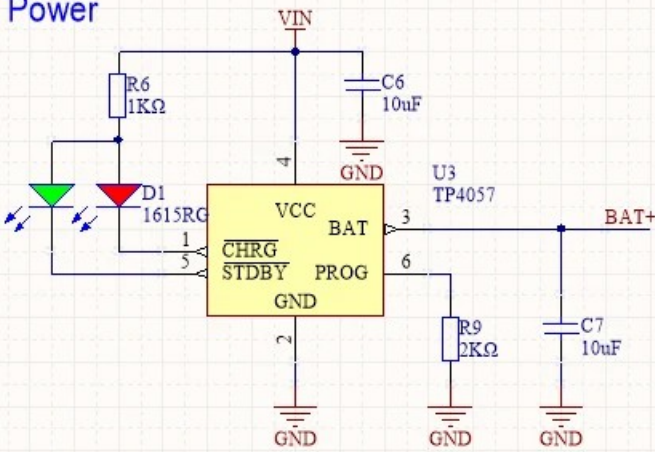 Power
VIN
R6
1KΩ
C6
10uF
GND
4
U3
TP4057
D1
1615RG
VCC
BAT
3
BAT+
1
CHRG
5
STDBY
PROG
6
GND
2
R9
2KΩ
C7
10uF
GND
GND
GND